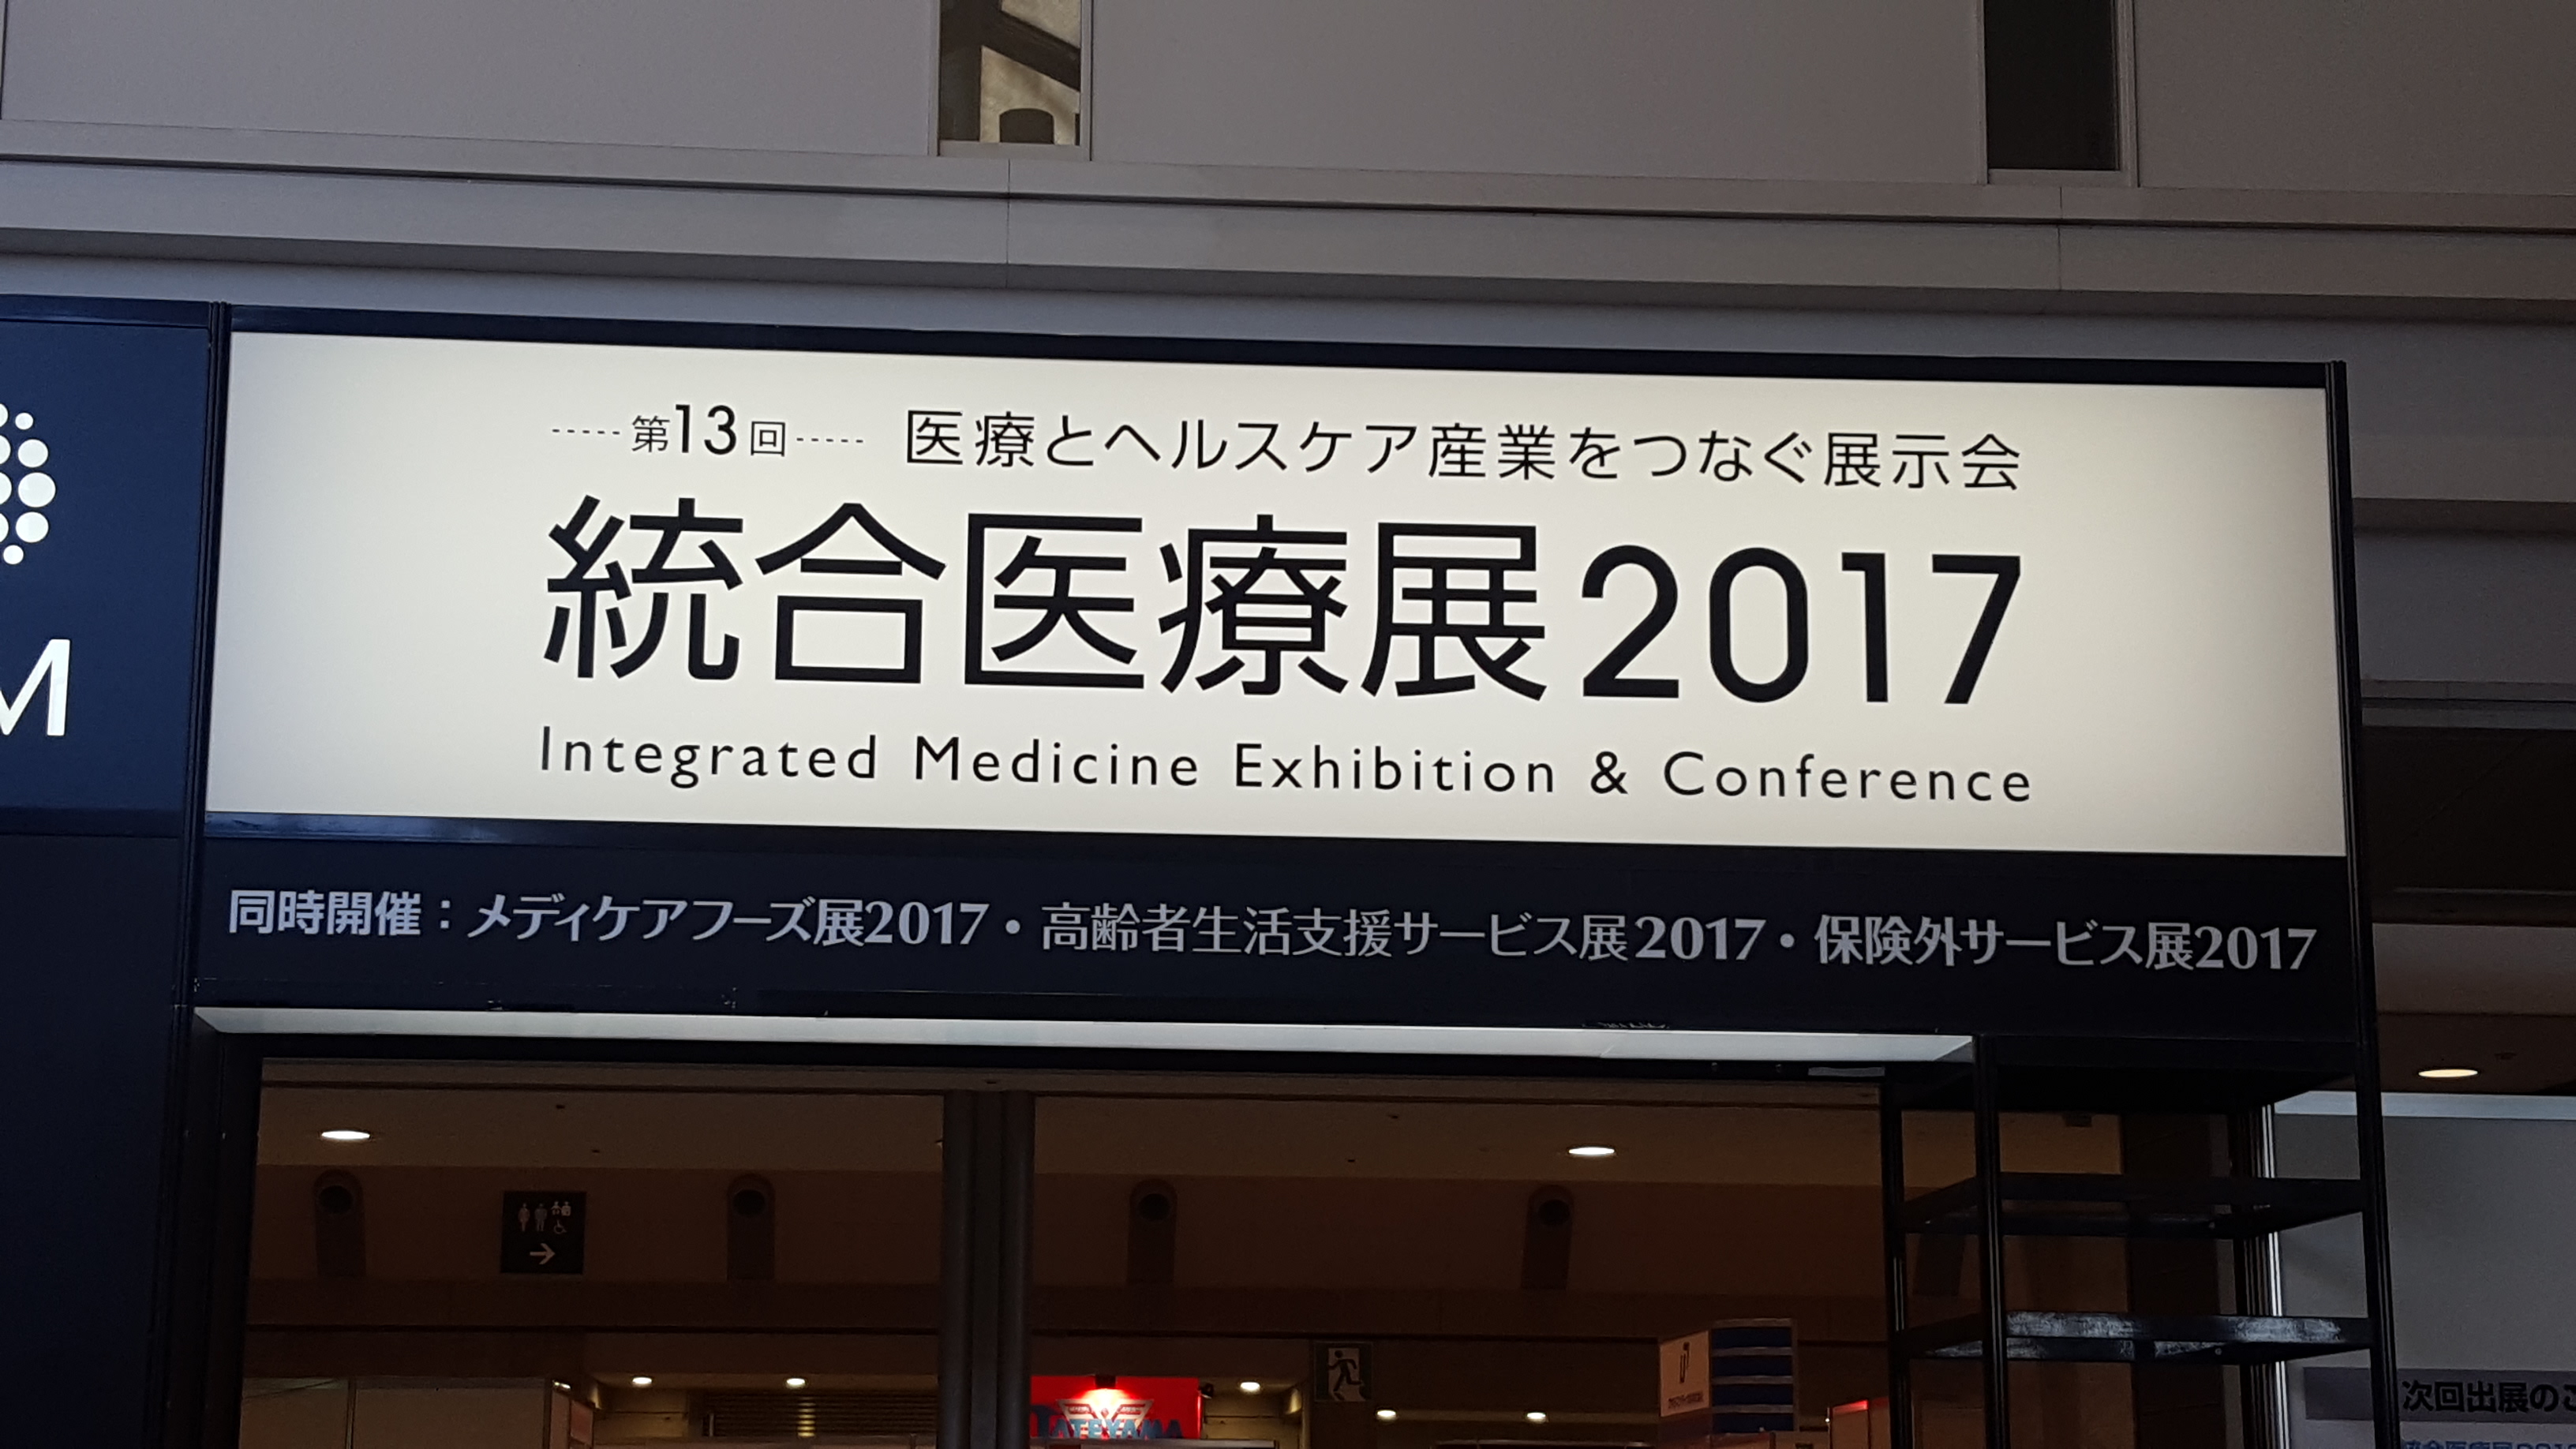 第13回 医療とヘルスケア産業をつなぐ展示会
統合医療展2017
Integrated Medicine Exhibition & Conference
M
同時開催：メディケアフーズ展2017・高齢者生活支援サービス展2017・保険外サービス展2017
TATEYAMA
次回出展のご